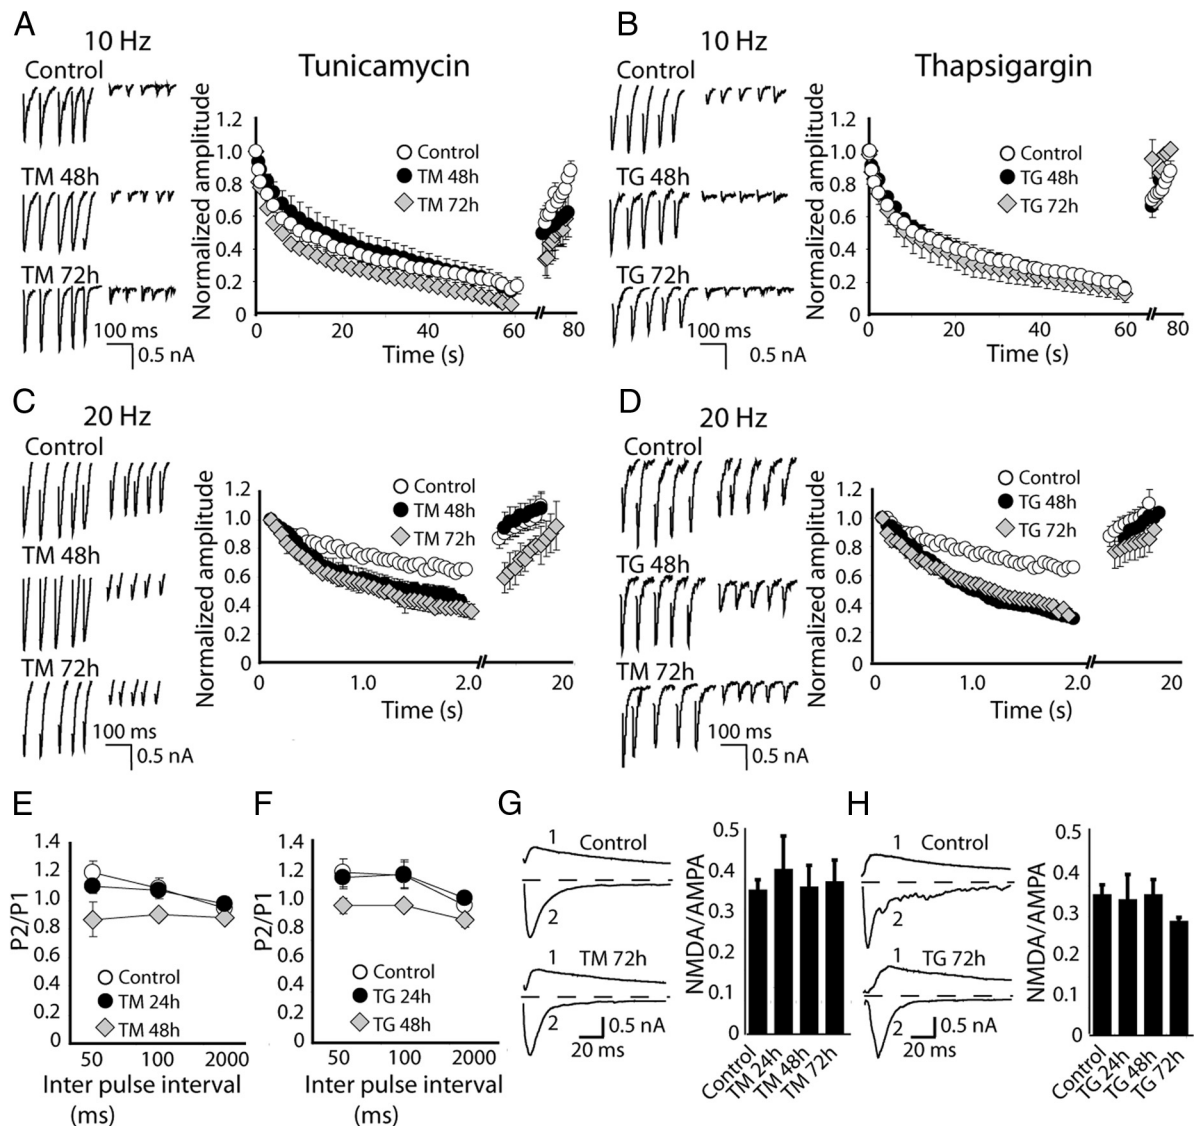 A
10 Hz
Tunicamycin
Control
TM 48h
TM 72h
100 ms
0.5 nA
Normalized amplitude
1.2
1.0
0.8
0.6
0.4
0.2
0
Control
TM 48h
TM 72h
0
20
40
60
80
Time (s)
B
10 Hz
Thapsigargin
Control
TG 48h
TG 72h
100 ms
0.5 nA
Normalized amplitude
1.2
1.0
0.8
0.6
0.4
0.2
0
Control
TG 48h
TG 72h
0
20
40
60
80
Time (s)
C
20 Hz
Control
TM 48h
TM 72h
100 ms
0.5 nA
Normalized amplitude
1.2
1.0
0.8
0.6
0.4
0.2
0
Control
TM 48h
TM 72h
0
1.0
2.0
20
Time (s)
D
20 Hz
Control
TG 48h
TM 72h
100 ms
0.5 nA
Normalized amplitude
1.2
1.0
0.8
0.6
0.4
0.2
0
Control
TG 48h
TG 72h
0
1.0
2.0
20
Time (s)
E
P2/P1
1.4
1.2
1.0
0.8
0.6
0.4
0.2
0
Control
TM 24h
TM 48h
50
100
2000
Inter pulse interval
(ms)
F
P2/P1
1.4
1.2
1.0
0.8
0.6
0.4
0.2
0
Control
TG 24h
TG 48h
50
100
2000
Inter pulse interval
(ms)
G
1
Control
2
1
TM 72h
2
0.5 nA
20 ms
NMDA/AMPA
0.5
0.4
0.3
0.2
0.1
0
Control
TM 24h
TM 48h
TM 72h
H
1
Control
2
1
TG 72h
2
0.5 nA
20 ms
NMDA/AMPA
0.5
0.4
0.3
0.2
0.1
0
Control
TG 24h
TG 48h
TG 72h